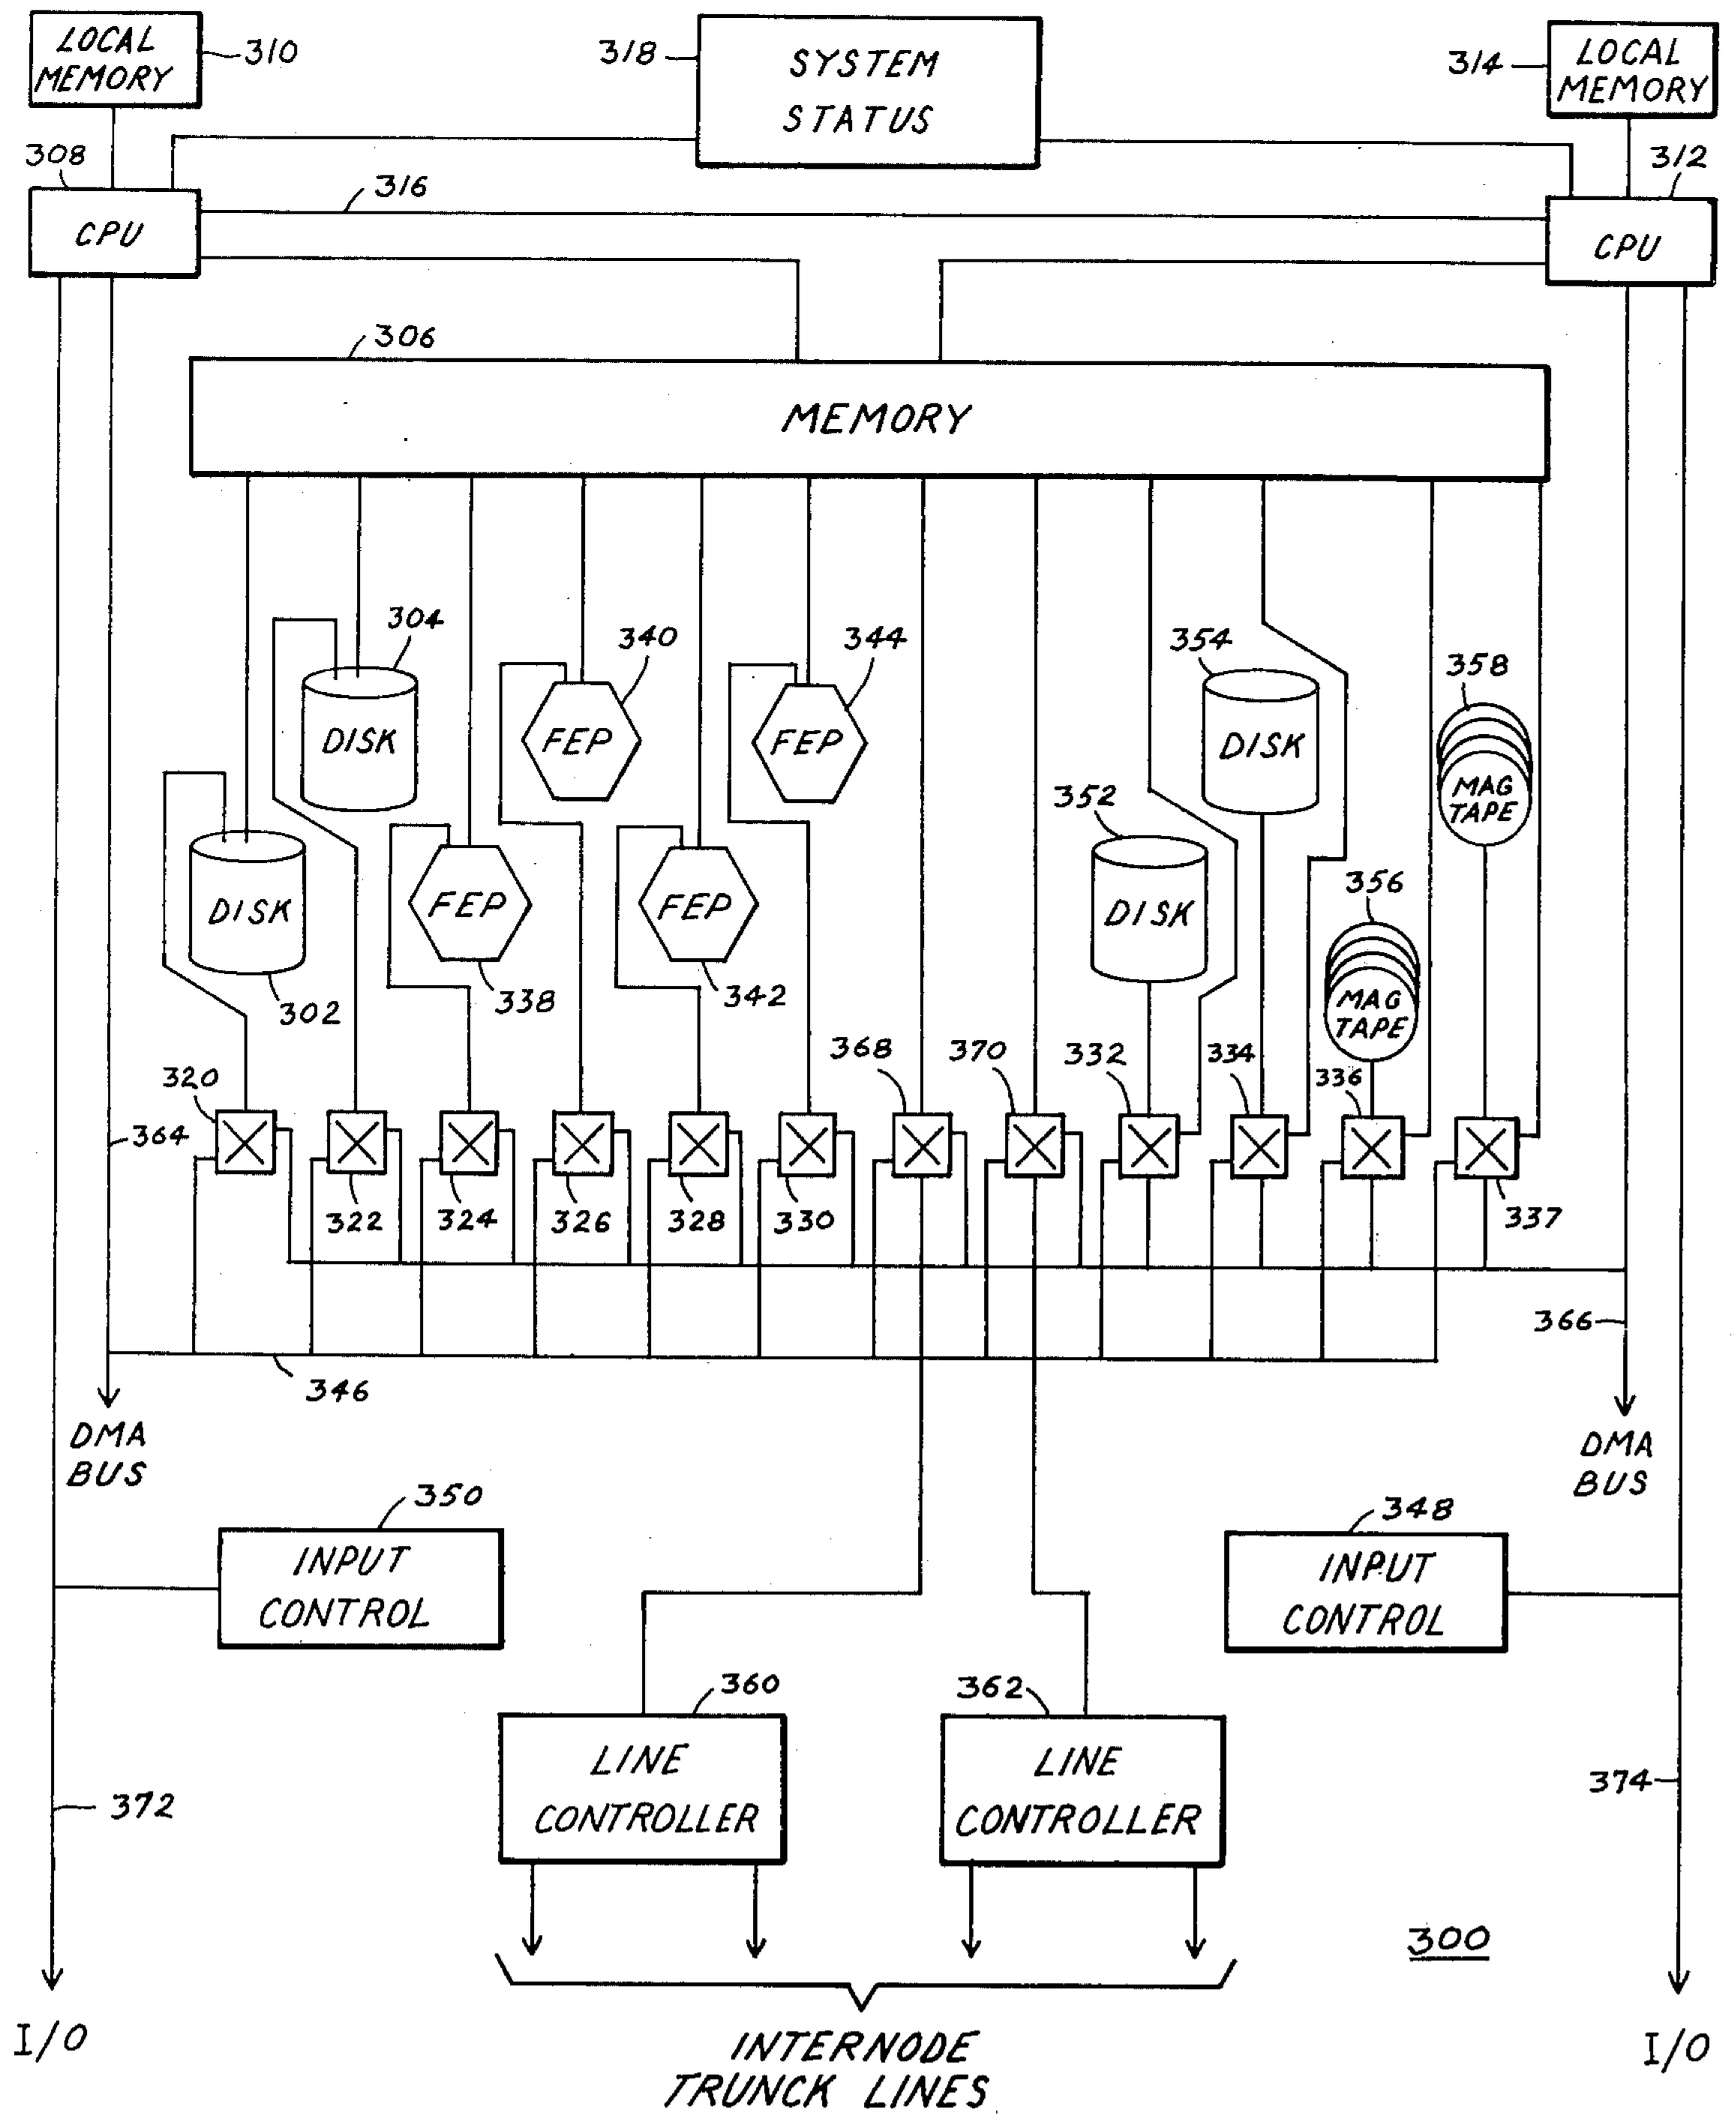 LOCAL
MEMORY
310
318
SYSTEM
STATUS
314
LOCAL
MEMORY
308
316
312
CPU
CPU
306
MEMORY
304
340
344
354
358
DISK
FEP
FEP
DISK
MAG
TAPE
352
356
DISK
FEP
FEP
DISK
302
338
342
MAG
TAPE
320
368
370
332
334
336
364
322
324
326
328
330
337
366
346
DMA
BUS
DMA
BUS
350
348
INPUT
CONTROL
INPUT
CONTROL
360
362
LINE
CONTROLLER
LINE
CONTROLLER
372
374
300
I/O
I/O
INTERNODE
TRUNCK LINES